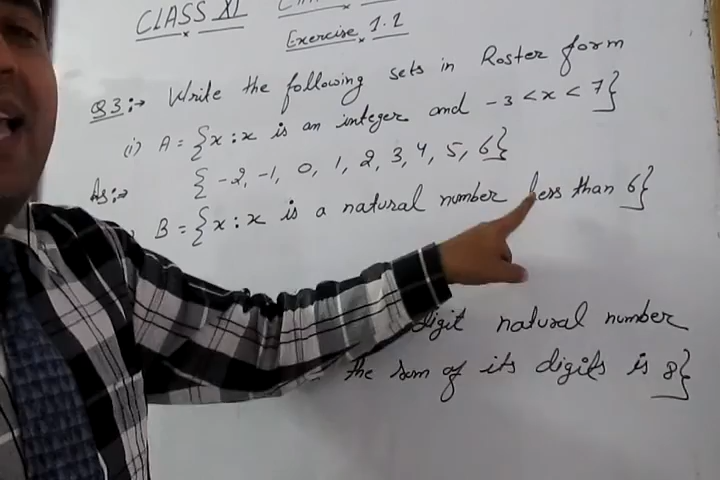 CLASS XI
Exercise 1.1
Q3:→ Write the following sets in Roster form
(i) A = {x : x is an integer and -3 < x < 7}
Ans:→ {-2, -1, 0, 1, 2, 3, 4, 5, 6}
B = {x : x is a natural number less than 6}
digit natural number
the sum of its digits is 8}